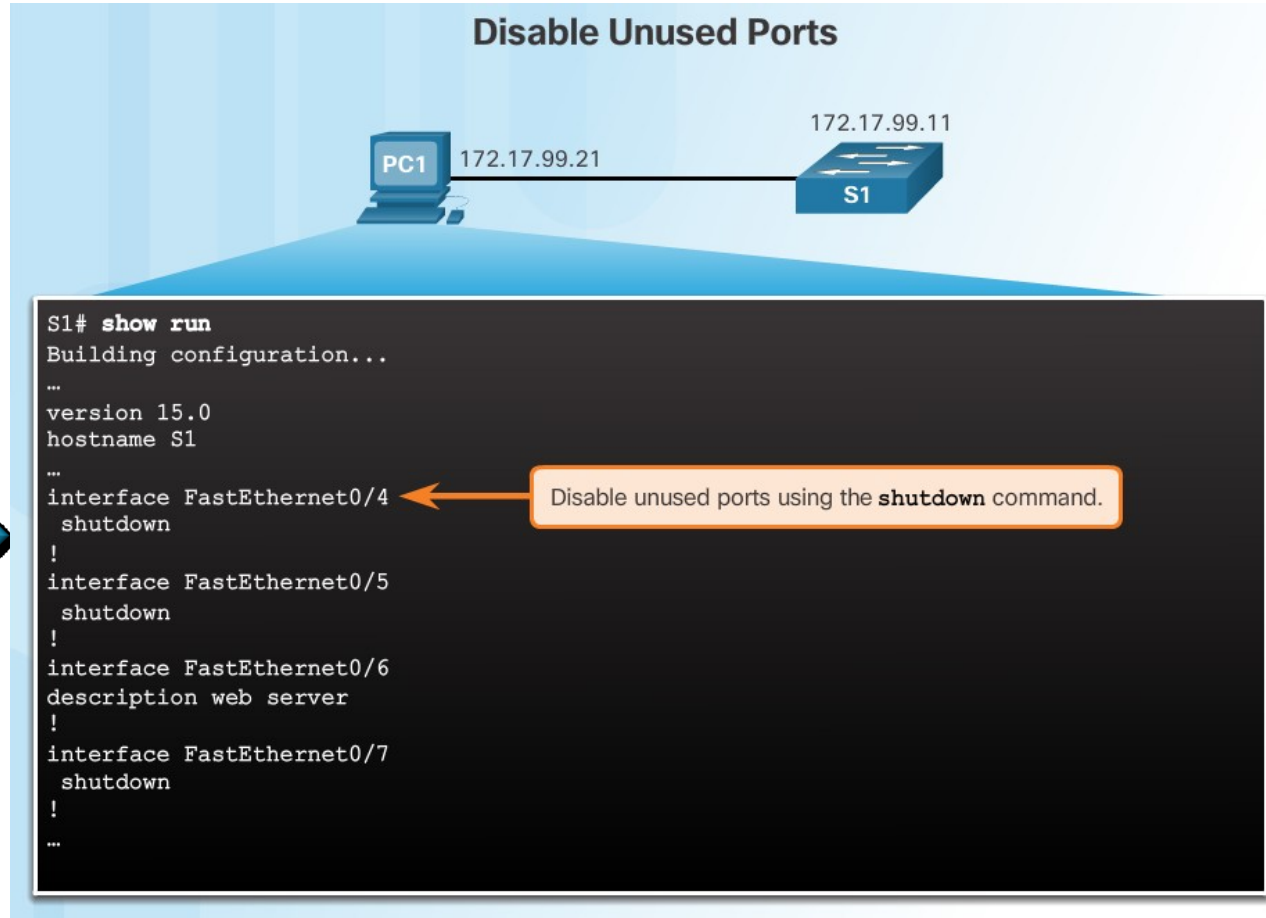 Disable Unused Ports
172.17.99.11
PC1 172.17.99.21
S1
S1# show run
Building configuration...
…
version 15.0
hostname S1
…
interface FastEthernet0/4
Disable unused ports using the shutdown command.
 shutdown
!
interface FastEthernet0/5
 shutdown
!
interface FastEthernet0/6
description web server
!
interface FastEthernet0/7
 shutdown
!
…